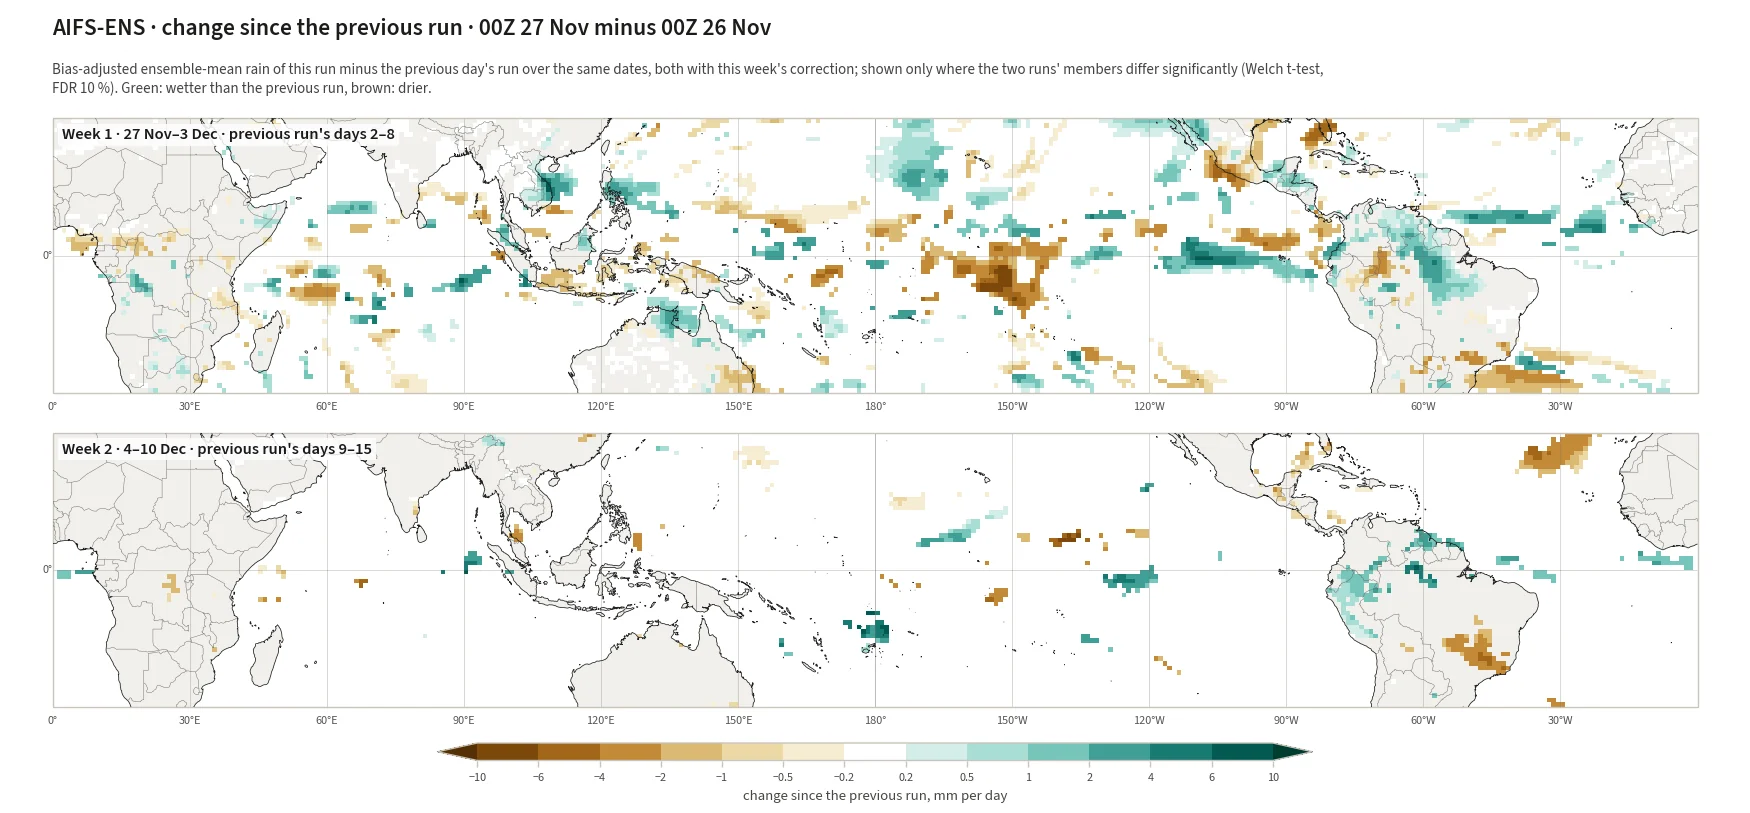 AIFS-ENS · change since the previous run · 00Z 27 Nov minus 00Z 26 Nov
Bias-adjusted ensemble-mean rain of this run minus the previous day's run over the same dates, both with this week's correction; shown only where the two runs' members differ significantly (Welch t-test,
FDR 10 %). Green: wetter than the previous run, brown: drier.
Week 1 · 27 Nov–3 Dec · previous run's days 2–8
0°
0° 30°E 60°E 90°E 120°E 150°E 180° 150°W 120°W 90°W 60°W 30°W
Week 2 · 4–10 Dec · previous run's days 9–15
0°
0° 30°E 60°E 90°E 120°E 150°E 180° 150°W 120°W 90°W 60°W 30°W
−10 −6 −4 −2 −1 −0.5 −0.2 0.2 0.5 1 2 4 6 10
change since the previous run, mm per day